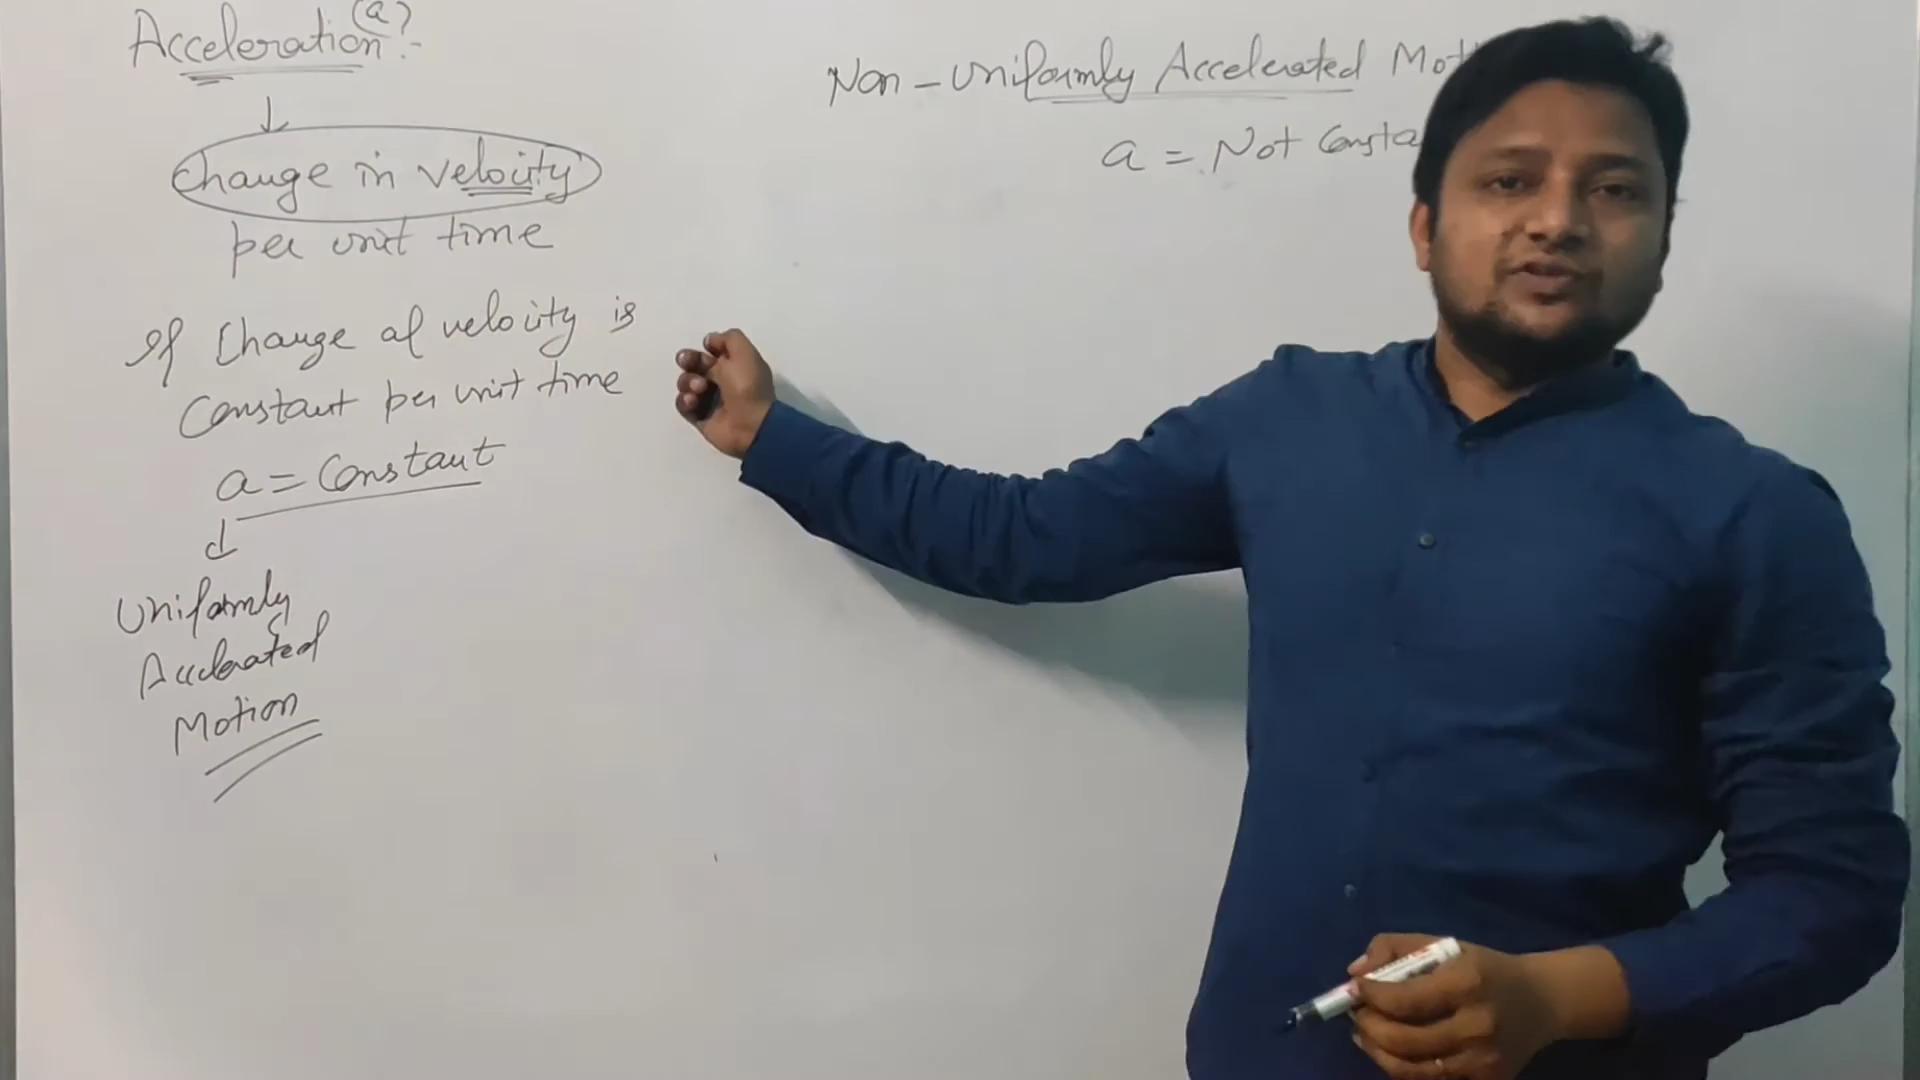 Acceleration (a)?
Change in velocity
per unit time
If Change of velocity is
Constant per unit time
a = Constant
Uniformly
Acclerated
Motion
Non-Uniformly Accelerated
a = Not